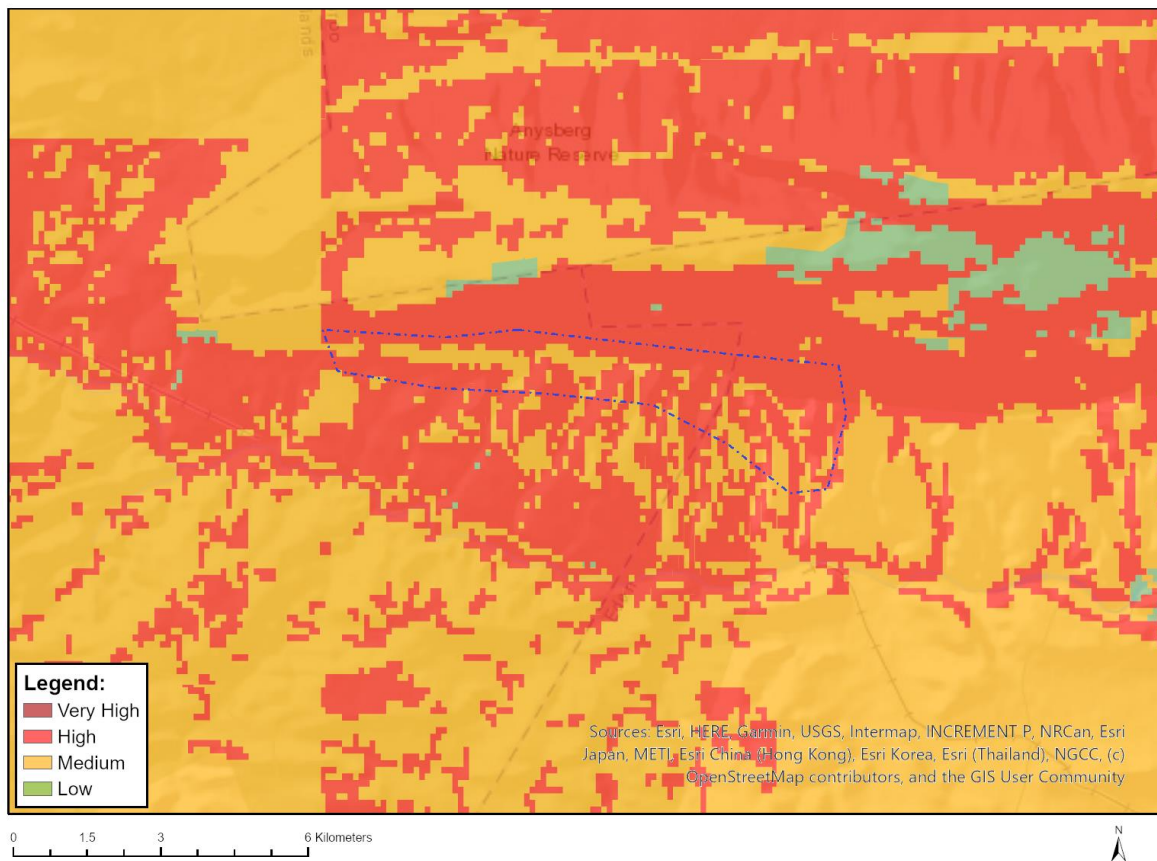 Anysberg
Nature Reserve
Legend:
Very High
High
Medium
Low
Sources: Esri, HERE, Garmin, USGS, Intermap, INCREMENT P, NRCan, Esri
Japan, METI, Esri China (Hong Kong), Esri Korea, Esri (Thailand), NGCC, (c)
OpenStreetMap contributors, and the GIS User Community
0 1.5 3 6 Kilometers
N